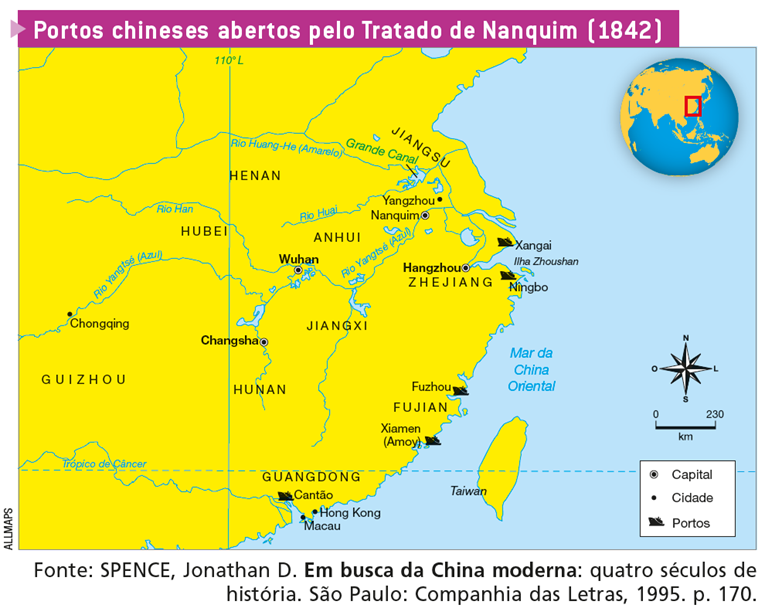 Portos chineses abertos pelo Tratado de Nanquim (1842)
110° L
JIANGSU
Rio Huang-He (Amarelo)
Grande Canal
HENAN
Yangzhou
Rio Han
Rio Huai
Nanquim
HUBEI
ANHUI
Rio Yangtsé (Azul)
Xangai
Wuhan
Ilha Zhoushan
Hangzhou
Rio Yangtsé (Azul)
ZHEJIANG
Ningbo
Chongqing
JIANGXI
Changsha
Mar da
China
Oriental
N
O
L
S
GUIZHOU
HUNAN
Fuzhou
FUJIAN
0
230
km
Xiamen
(Amoy)
Trópico de Câncer
GUANGDONG
Capital
Cantão
Taiwan
Cidade
Hong Kong
Macau
Portos
ALLMAPS
Fonte: SPENCE, Jonathan D. Em busca da China moderna: quatro séculos de
história. São Paulo: Companhia das Letras, 1995. p. 170.